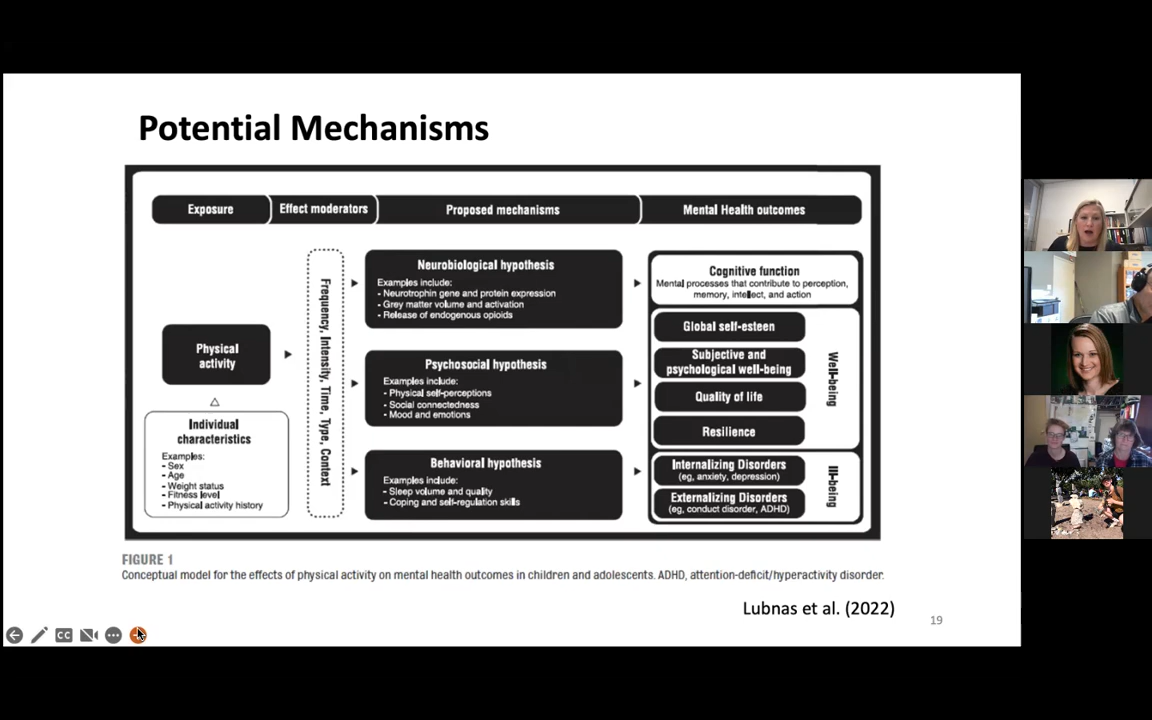 Potential Mechanisms
Exposure
Effect moderators
Proposed mechanisms
Mental Health outcomes
Physical
activity
Individual
characteristics
Examples:
- Sex
- Age
- Weight status
- Fitness level
- Physical activity history
Frequency, Intensity, Time, Type, Context
Neurobiological hypothesis
Examples include:
- Neurotrophin gene and protein expression
- Grey matter volume and activation
- Release of endogenous opioids
Psychosocial hypothesis
Examples include:
- Physical self-perceptions
- Social connectedness
- Mood and emotions
Behavioral hypothesis
Examples include:
- Sleep volume and quality
- Coping and self-regulation skills
Cognitive function
Mental processes that contribute to perception,
memory, intellect, and action
Global self-esteen
Subjective and
psychological well-being
Quality of life
Resilience
Well-being
Internalizing Disorders
(eg, anxiety, depression)
Externalizing Disorders
(eg, conduct disorder, ADHD)
Ill-being
FIGURE 1
Conceptual model for the effects of physical activity on mental health outcomes in children and adolescents. ADHD, attention-deficit/hyperactivity disorder.
Lubnas et al. (2022)
19
CC